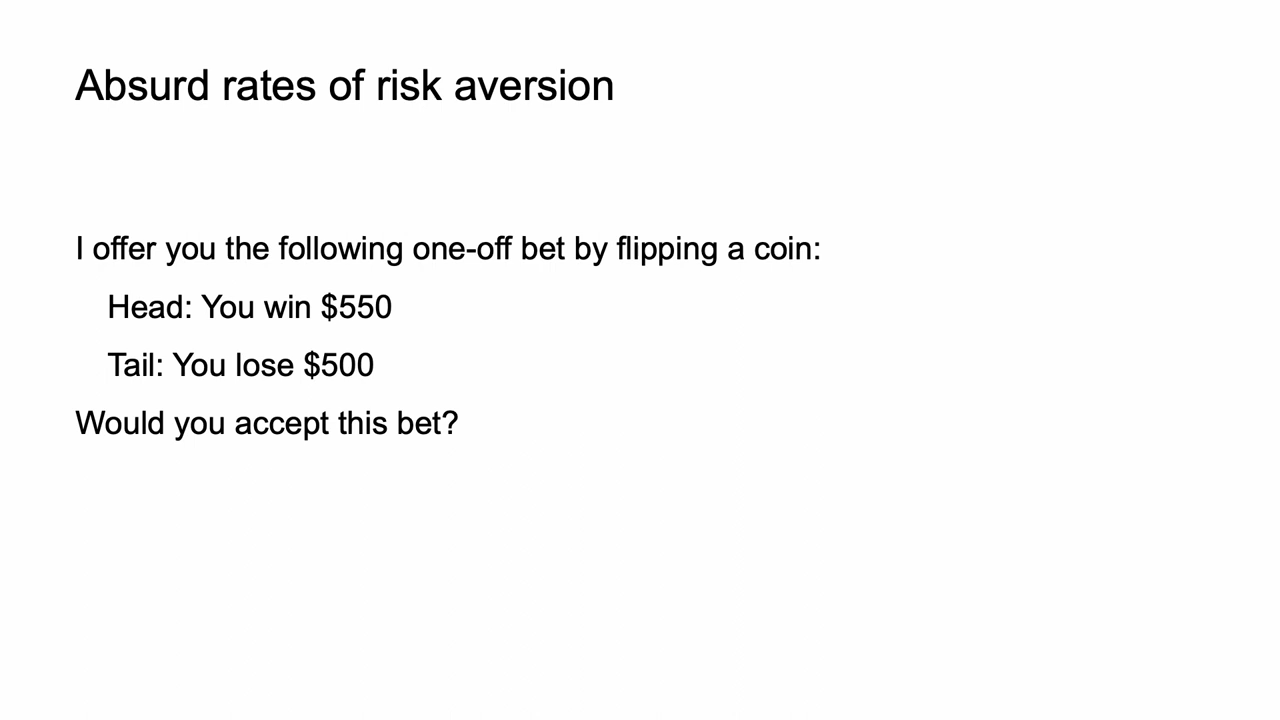 Absurd rates of risk aversion
I offer you the following one-off bet by flipping a coin:
Head: You win $550
Tail: You lose $500
Would you accept this bet?